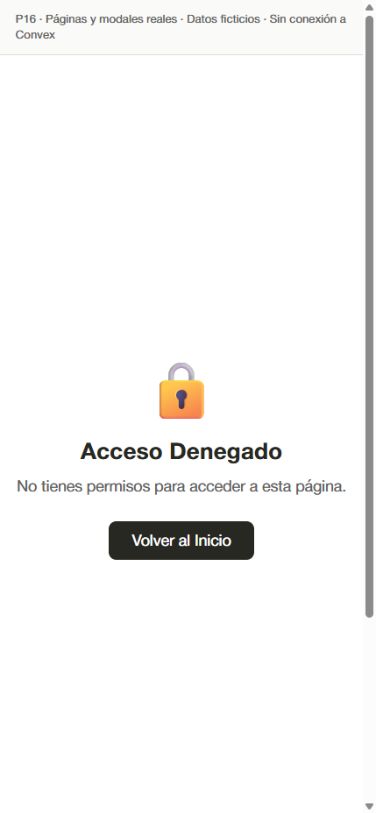 P16 · Páginas y modales reales · Datos ficticios · Sin conexión a
Convex
Acceso Denegado
No tienes permisos para acceder a esta página.
Volver al Inicio